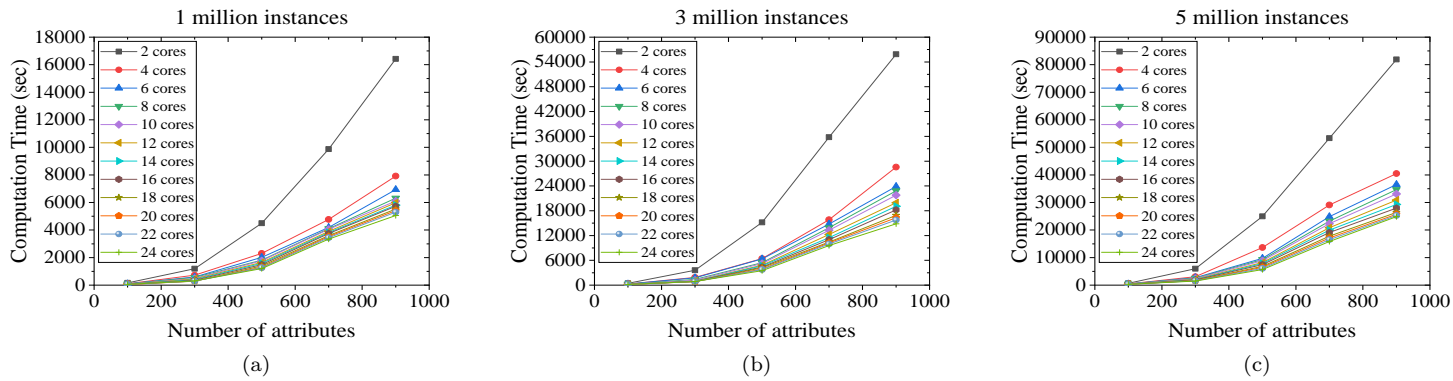 1 million instances
Computation Time (sec)
18000
16000
14000
12000
10000
8000
6000
4000
2000
0
2 cores
4 cores
6 cores
8 cores
10 cores
12 cores
14 cores
16 cores
18 cores
20 cores
22 cores
24 cores
0 200 400 600 800 1000
Number of attributes
(a)
3 million instances
Computation Time (sec)
60000
54000
48000
42000
36000
30000
24000
18000
12000
6000
0
2 cores
4 cores
6 cores
8 cores
10 cores
12 cores
14 cores
16 cores
18 cores
20 cores
22 cores
24 cores
0 200 400 600 800 1000
Number of attributes
(b)
5 million instances
Computation Time (sec)
90000
80000
70000
60000
50000
40000
30000
20000
10000
0
2 cores
4 cores
6 cores
8 cores
10 cores
12 cores
14 cores
16 cores
18 cores
20 cores
22 cores
24 cores
0 200 400 600 800 1000
Number of attributes
(c)